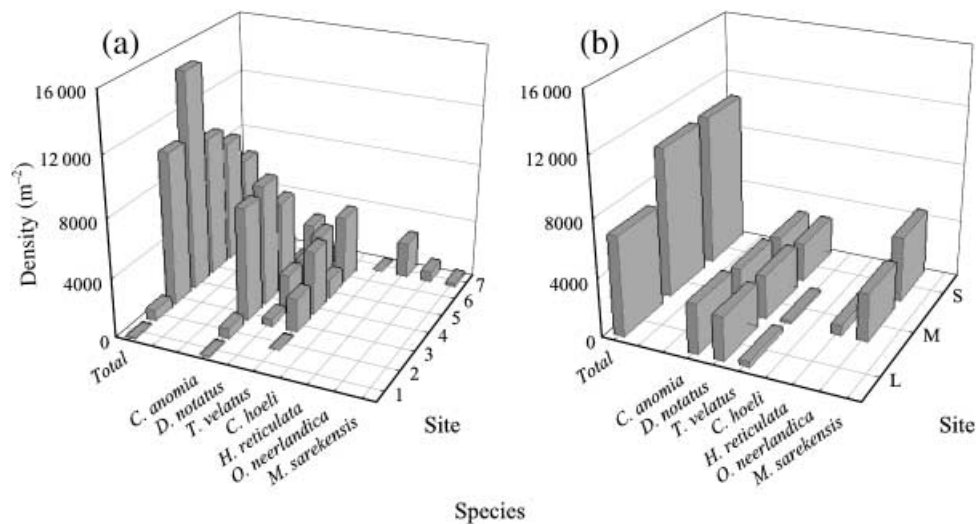 (a)
Density (m⁻²)
16 000
12 000
8000
4000
0
Total
C. anomia
D. notatus
T. velatus
C. hoeli
H. reticulata
O. neerlandica
M. sarekensis
1
2
3
4
5
6
7
Site
(b)
16 000
12 000
8000
4000
0
Total
C. anomia
D. notatus
T. velatus
C. hoeli
H. reticulata
O. neerlandica
M. sarekensis
L
M
S
Site
Species